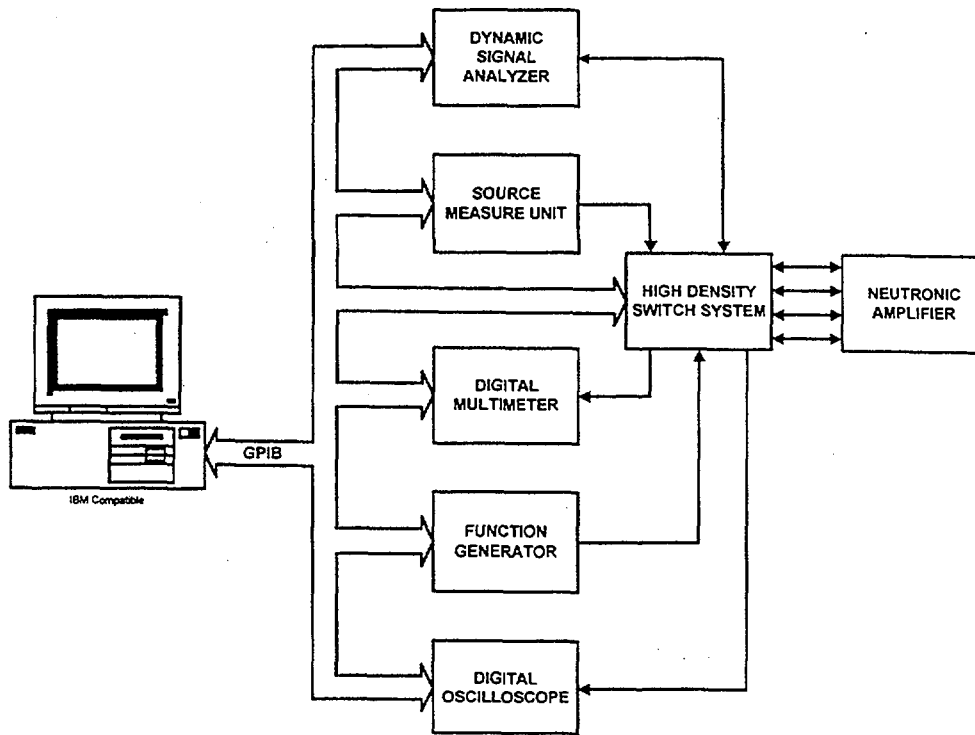 DYNAMIC
SIGNAL
ANALYZER
SOURCE
MEASURE UNIT
HIGH DENSITY
SWITCH SYSTEM
NEUTRONIC
AMPLIFIER
DIGITAL
MULTIMETER
GPIB
IBM Compatible
FUNCTION
GENERATOR
DIGITAL
OSCILLOSCOPE